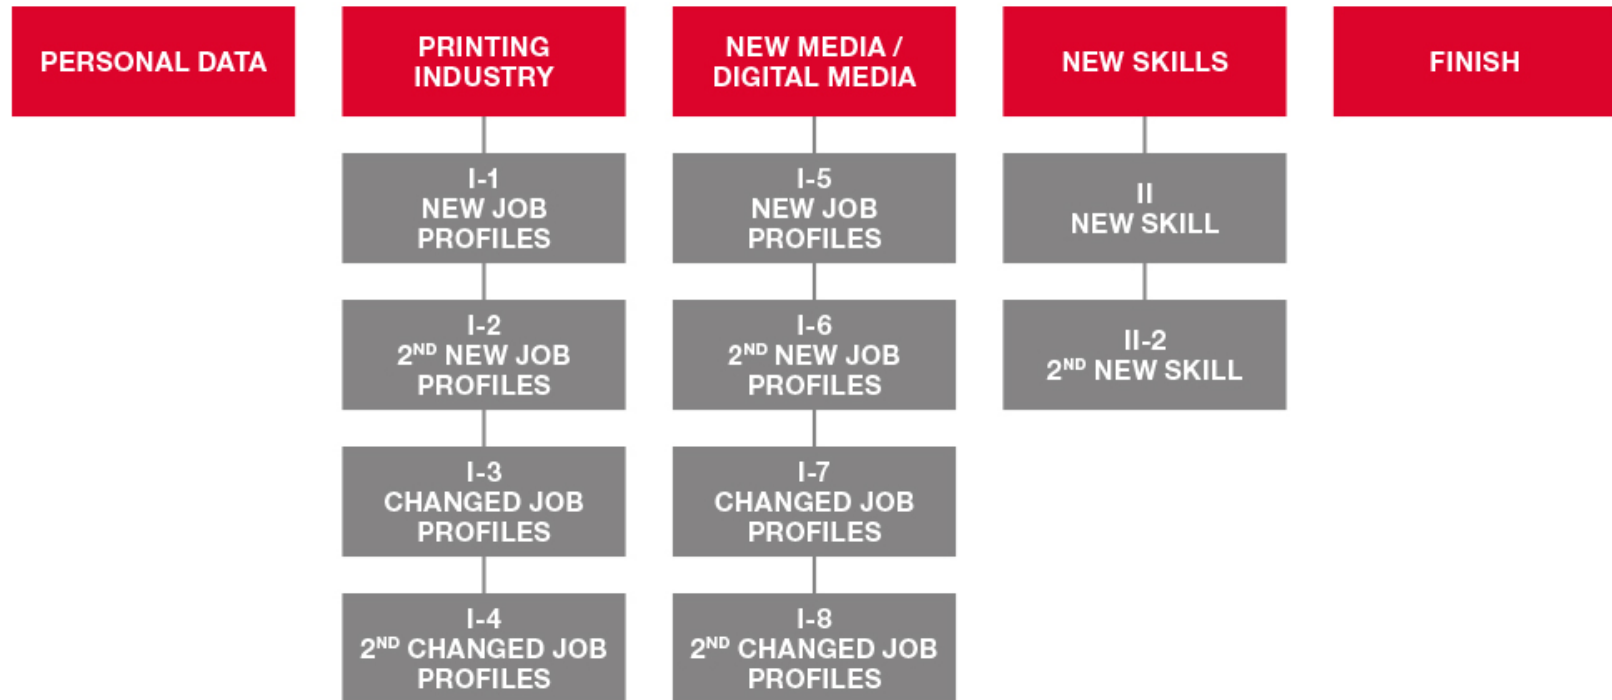 PERSONAL DATA
PRINTING
INDUSTRY
NEW MEDIA /
DIGITAL MEDIA
NEW SKILLS
FINISH
I-1
NEW JOB
PROFILES
I-2
2ND NEW JOB
PROFILES
I-3
CHANGED JOB
PROFILES
I-4
2ND CHANGED JOB
PROFILES
I-5
NEW JOB
PROFILES
I-6
2ND NEW JOB
PROFILES
I-7
CHANGED JOB
PROFILES
I-8
2ND CHANGED JOB
PROFILES
II
NEW SKILL
II-2
2ND NEW SKILL